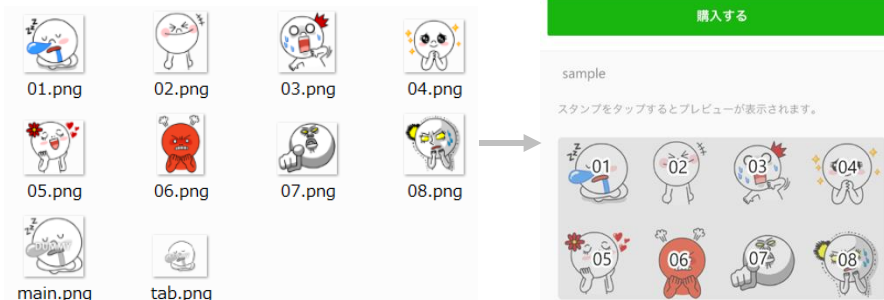 01.png 02.png 03.png 04.png
05.png 06.png 07.png 08.png
main.png tab.png
購入する
sample
スタンプをタップするとプレビューが表示されます。
01 02 03 04
05 06 07 08